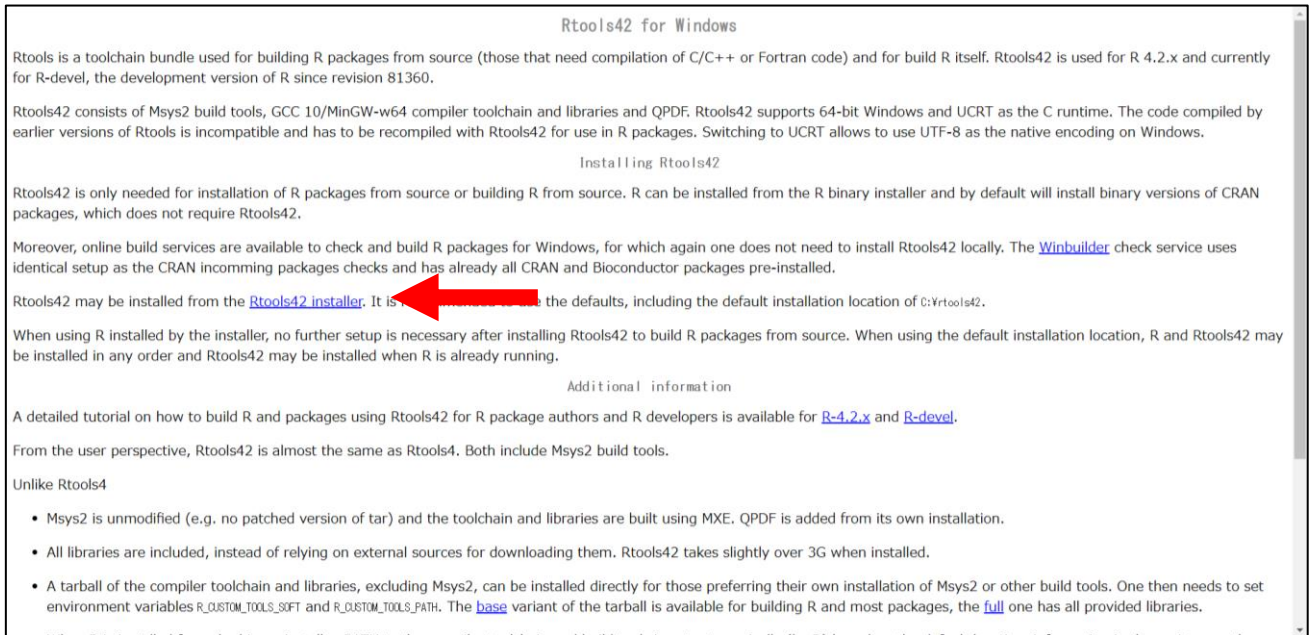 Rtools42 for Windows
Rtools is a toolchain bundle used for building R packages from source (those that need compilation of C/C++ or Fortran code) and for build R itself. Rtools42 is used for R 4.2.x and currently
for R-devel, the development version of R since revision 81360.
Rtools42 consists of Msys2 build tools, GCC 10/MinGW-w64 compiler toolchain and libraries and QPDF. Rtools42 supports 64-bit Windows and UCRT as the C runtime. The code compiled by
earlier versions of Rtools is incompatible and has to be recompiled with Rtools42 for use in R packages. Switching to UCRT allows to use UTF-8 as the native encoding on Windows.
Installing Rtools42
Rtools42 is only needed for installation of R packages from source or building R from source. R can be installed from the R binary installer and by default will install binary versions of CRAN
packages, which does not require Rtools42.
Moreover, online build services are available to check and build R packages for Windows, for which again one does not need to install Rtools42 locally. The Winbuilder check service uses
identical setup as the CRAN incomming packages checks and has already all CRAN and Bioconductor packages pre-installed.
Rtools42 may be installed from the Rtools42 installer. It is the defaults, including the default installation location of C:¥rtools42.
When using R installed by the installer, no further setup is necessary after installing Rtools42 to build R packages from source. When using the default installation location, R and Rtools42 may
be installed in any order and Rtools42 may be installed when R is already running.
Additional information
A detailed tutorial on how to build R and packages using Rtools42 for R package authors and R developers is available for R-4.2.x and R-devel.
From the user perspective, Rtools42 is almost the same as Rtools4. Both include Msys2 build tools.
Unlike Rtools4
• Msys2 is unmodified (e.g. no patched version of tar) and the toolchain and libraries are built using MXE. QPDF is added from its own installation.
• All libraries are included, instead of relying on external sources for downloading them. Rtools42 takes slightly over 3G when installed.
• A tarball of the compiler toolchain and libraries, excluding Msys2, can be installed directly for those preferring their own installation of Msys2 or other build tools. One then needs to set
environment variables R_CUSTOM_TOOLS_SOFT and R_CUSTOM_TOOLS_PATH. The base variant of the tarball is available for building R and most packages, the full one has all provided libraries.